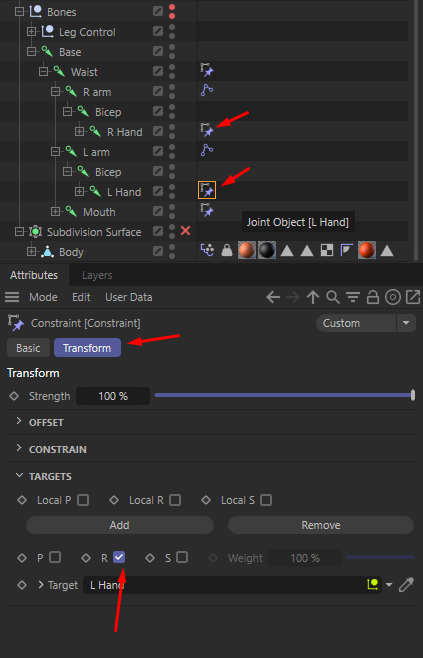 Bones
Leg Control
Base
Waist
R arm
Bicep
R Hand
L arm
Bicep
L Hand
Mouth
Joint Object [L Hand]
Subdivision Surface
Body
Attributes Layers
Mode Edit User Data
Constraint [Constraint] Custom
Basic Transform
Transform
Strength 100 %
OFFSET
CONSTRAIN
TARGETS
Local P Local R Local S
Add Remove
P R S Weight 100 %
Target L Hand